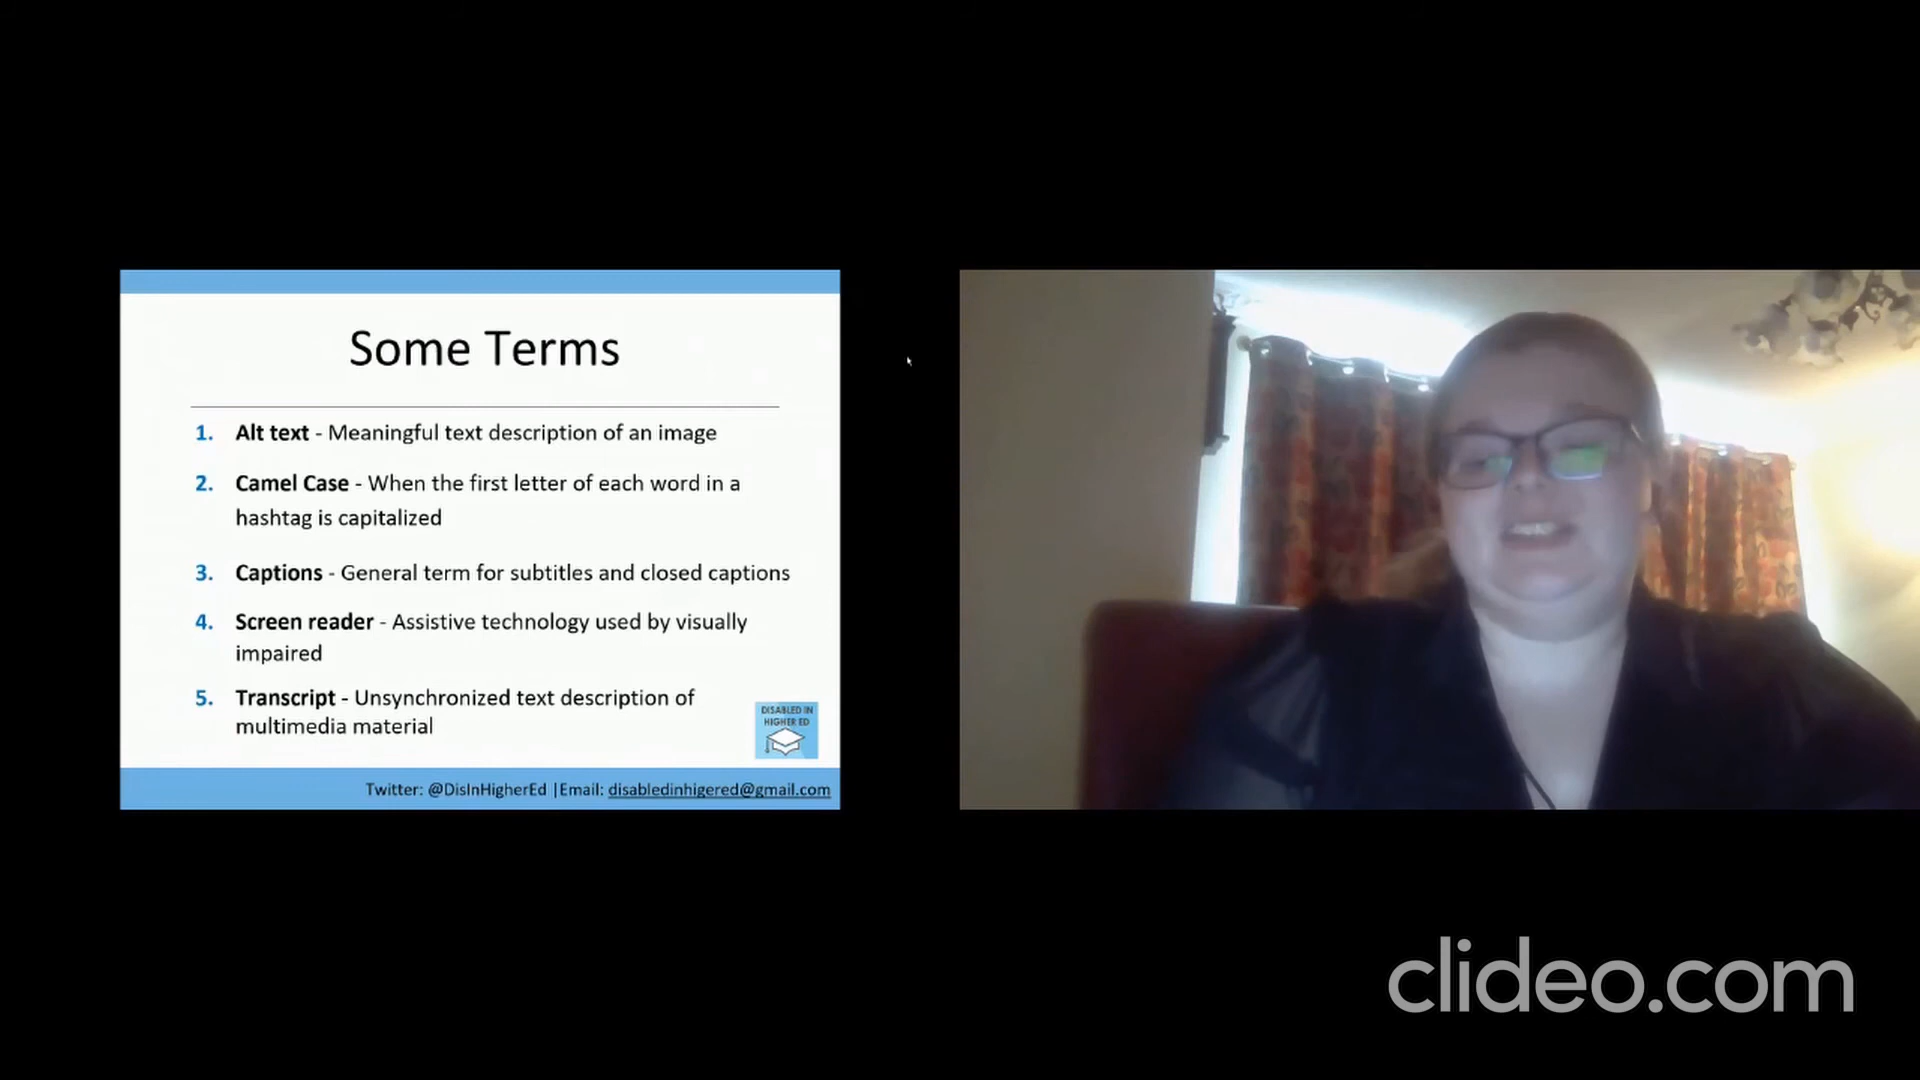 Some Terms
1. Alt text - Meaningful text description of an image
2. Camel Case - When the first letter of each word in a
hashtag is capitalized
3. Captions - General term for subtitles and closed captions
4. Screen reader - Assistive technology used by visually
impaired
5. Transcript - Unsynchronized text description of
multimedia material
DISABLED IN
HIGHER ED
Twitter: @DisInHigherEd |Email: disabledinhigered@gmail.com
clideo.com